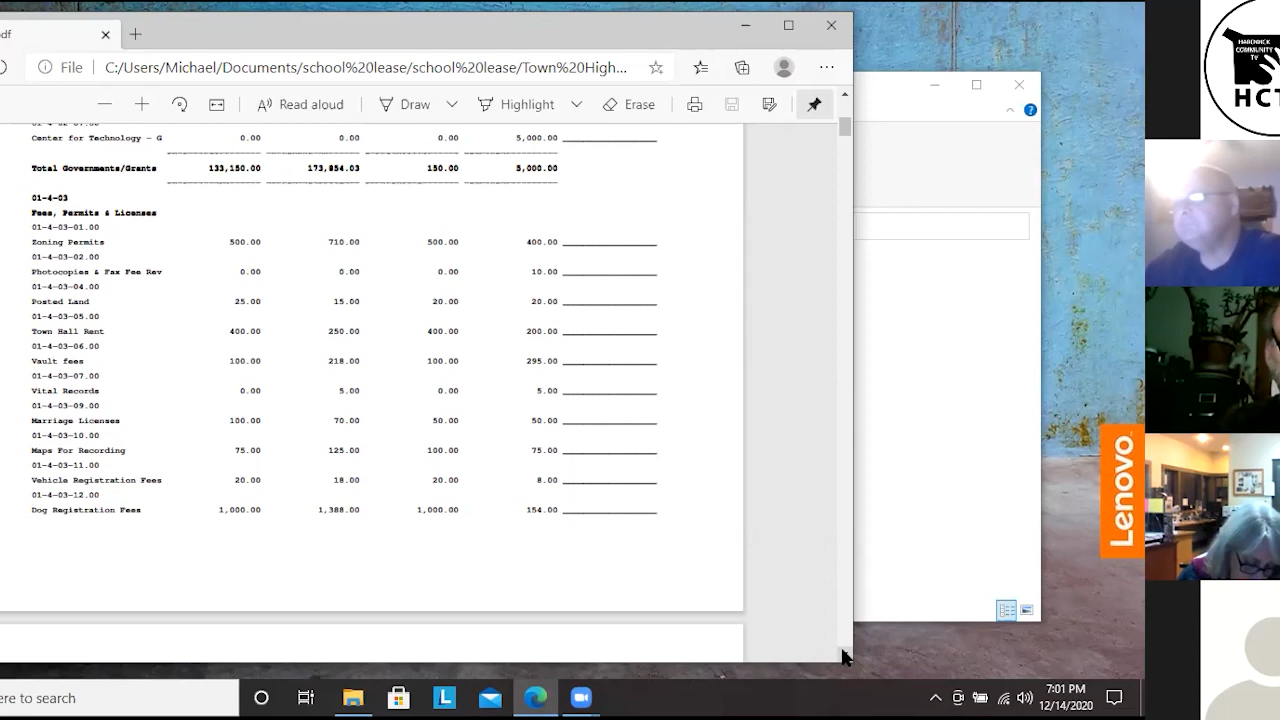 df
File C:/Users/Michael/Documents/school%20lease/school%20lease/Town%20High...
Read aloud Draw Highlight Erase
Center for Technology - G 0.00 0.00 0.00 5,000.00
Total Governments/Grants 133,150.00 173,854.03 150.00 5,000.00
01-4-03
Fees, Permits & Licenses
01-4-03-01.00
Zoning Permits 500.00 710.00 500.00 400.00
01-4-03-02.00
Photocopies & Fax Fee Rev 0.00 0.00 0.00 10.00
01-4-03-04.00
Posted Land 25.00 15.00 20.00 20.00
01-4-03-05.00
Town Hall Rent 400.00 250.00 400.00 200.00
01-4-03-06.00
Vault fees 100.00 218.00 100.00 295.00
01-4-03-07.00
Vital Records 0.00 5.00 0.00 5.00
01-4-03-09.00
Marriage Licenses 100.00 70.00 50.00 50.00
01-4-03-10.00
Maps For Recording 75.00 125.00 100.00 75.00
01-4-03-11.00
Vehicle Registration Fees 20.00 18.00 20.00 8.00
01-4-03-12.00
Dog Registration Fees 1,000.00 1,388.00 1,000.00 154.00
HARDWICK
COMMUNITY
TV
HCT
Lenovo
ere to search
L
7:01 PM
12/14/2020